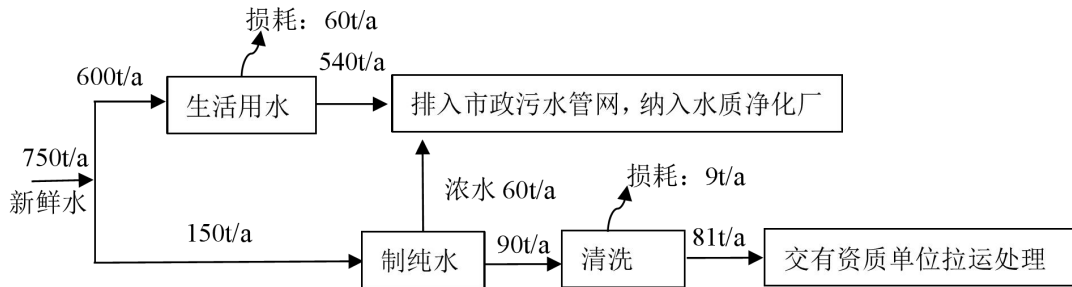 损耗：60t/a
600t/a
540t/a
生活用水
排入市政污水管网，纳入水质净化厂
750t/a
新鲜水
浓水 60t/a
损耗：9t/a
150t/a
制纯水
90t/a
清洗
81t/a
交有资质单位拉运处理